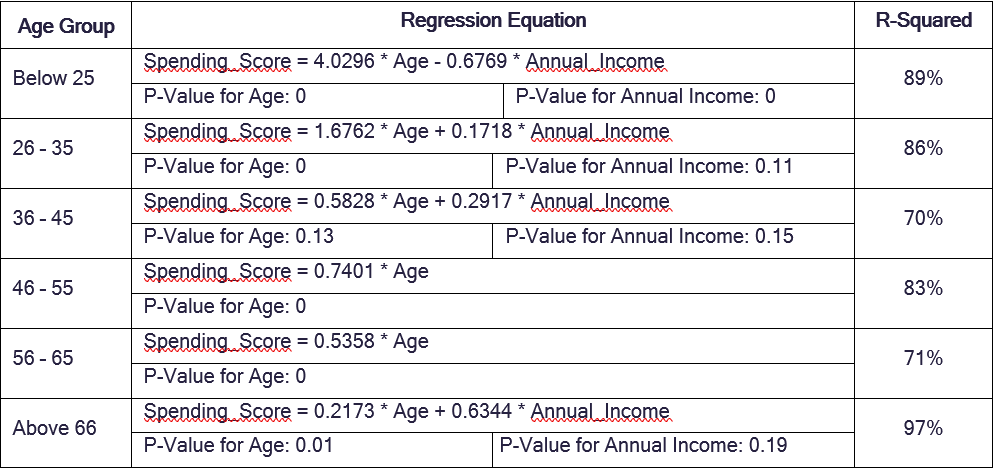 Age Group
Regression Equation
R-Squared
Below 25
Spending_Score = 4.0296 * Age - 0.6769 * Annual_Income
P-Value for Age: 0
P-Value for Annual Income: 0
89%
26 - 35
Spending_Score = 1.6762 * Age + 0.1718 * Annual_Income
P-Value for Age: 0
P-Value for Annual Income: 0.11
86%
36 - 45
Spending_Score = 0.5828 * Age + 0.2917 * Annual_Income
P-Value for Age: 0.13
P-Value for Annual Income: 0.15
70%
46 - 55
Spending_Score = 0.7401 * Age
P-Value for Age: 0
83%
56 - 65
Spending_Score = 0.5358 * Age
P-Value for Age: 0
71%
Above 66
Spending_Score = 0.2173 * Age + 0.6344 * Annual_Income
P-Value for Age: 0.01
P-Value for Annual Income: 0.19
97%